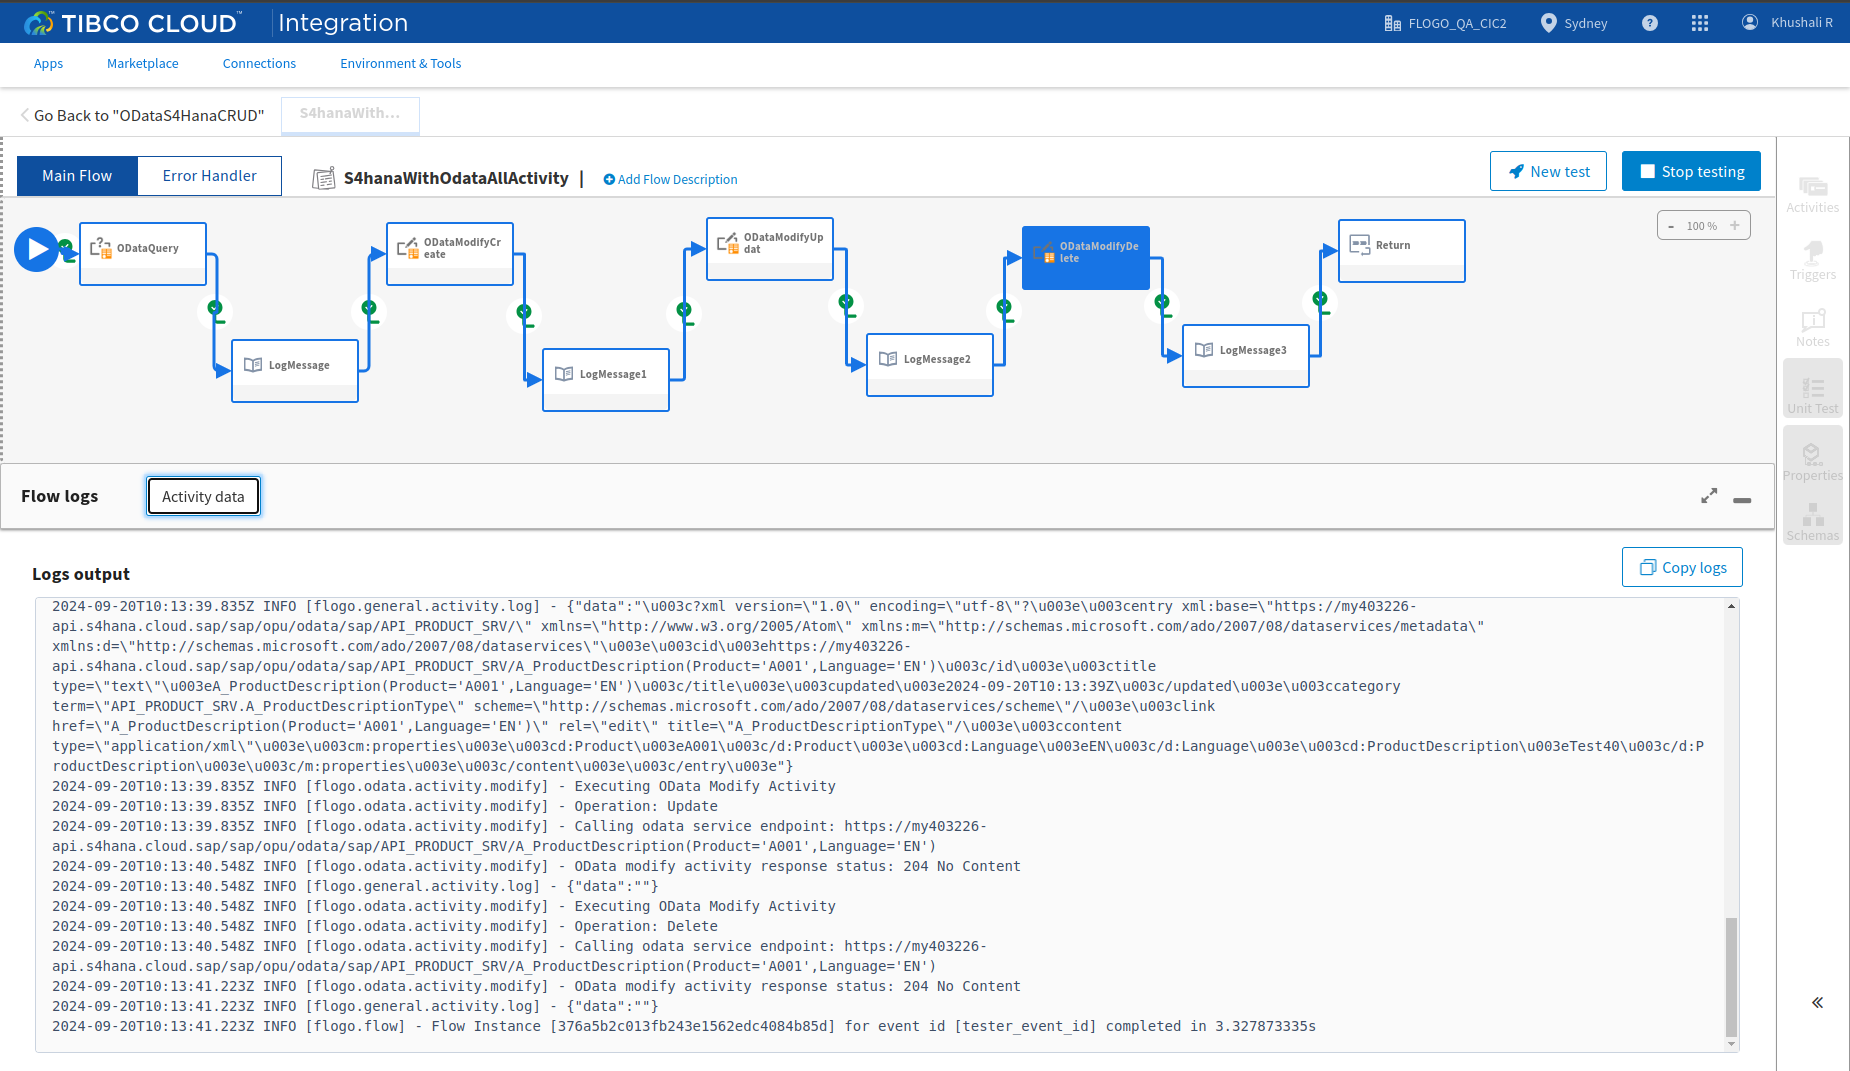 TIBCO CLOUD™ Integration
FLOGO_QA_CIC2
Sydney
?
Khushali R
Apps
Marketplace
Connections
Environment & Tools
Go Back to "ODataS4HanaCRUD"
S4hanaWith...
Main Flow
Error Handler
S4hanaWithOdataAllActivity |
Add Flow Description
New test
Stop testing
- 100 % +
ODataQuery
LogMessage
ODataModifyCr
eate
LogMessage1
ODataModifyUp
dat
LogMessage2
ODataModifyDe
lete
LogMessage3
Return
Activities
Triggers
Notes
Unit Test
Properties
Schemas
Flow logs
Activity data
Logs output
Copy logs
2024-09-20T10:13:39.835Z INFO [flogo.general.activity.log] - {"data":"\u003c?xml version=\"1.0\" encoding=\"utf-8\"?\u003e\u003centry xml:base=\"https://my403226-
api.s4hana.cloud.sap/sap/opu/odata/sap/API_PRODUCT_SRV/\" xmlns=\"http://www.w3.org/2005/Atom\" xmlns:m=\"http://schemas.microsoft.com/ado/2007/08/dataservices/metadata\"
xmlns:d=\"http://schemas.microsoft.com/ado/2007/08/dataservices\"\u003e\u003cid\u003ehttps://my403226-
api.s4hana.cloud.sap/sap/opu/odata/sap/API_PRODUCT_SRV/A_ProductDescription(Product='A001',Language='EN')\u003c/id\u003e\u003ctitle
type=\"text\"\u003eA_ProductDescription(Product='A001',Language='EN')\u003c/title\u003e\u003cupdated\u003e2024-09-20T10:13:39Z\u003c/updated\u003e\u003ccategory
term=\"API_PRODUCT_SRV.A_ProductDescriptionType\" scheme=\"http://schemas.microsoft.com/ado/2007/08/dataservices/scheme\"/\u003e\u003clink
href=\"A_ProductDescription(Product='A001',Language='EN')\" rel=\"edit\" title=\"A_ProductDescriptionType\"/\u003e\u003ccontent
type=\"application/xml\"\u003e\u003cm:properties\u003e\u003cd:Product\u003eA001\u003c/d:Product\u003e\u003cd:Language\u003eEN\u003c/d:Language\u003e\u003cd:ProductDescription\u003eTest40\u003c/d:P
roductDescription\u003e\u003c/m:properties\u003e\u003c/content\u003e\u003c/entry\u003e"}
2024-09-20T10:13:39.835Z INFO [flogo.odata.activity.modify] - Executing OData Modify Activity
2024-09-20T10:13:39.835Z INFO [flogo.odata.activity.modify] - Operation: Update
2024-09-20T10:13:39.835Z INFO [flogo.odata.activity.modify] - Calling odata service endpoint: https://my403226-
api.s4hana.cloud.sap/sap/opu/odata/sap/API_PRODUCT_SRV/A_ProductDescription(Product='A001',Language='EN')
2024-09-20T10:13:40.548Z INFO [flogo.odata.activity.modify] - OData modify activity response status: 204 No Content
2024-09-20T10:13:40.548Z INFO [flogo.general.activity.log] - {"data":""}
2024-09-20T10:13:40.548Z INFO [flogo.odata.activity.modify] - Executing OData Modify Activity
2024-09-20T10:13:40.548Z INFO [flogo.odata.activity.modify] - Operation: Delete
2024-09-20T10:13:40.548Z INFO [flogo.odata.activity.modify] - Calling odata service endpoint: https://my403226-
api.s4hana.cloud.sap/sap/opu/odata/sap/API_PRODUCT_SRV/A_ProductDescription(Product='A001',Language='EN')
2024-09-20T10:13:41.223Z INFO [flogo.odata.activity.modify] - OData modify activity response status: 204 No Content
2024-09-20T10:13:41.223Z INFO [flogo.general.activity.log] - {"data":""}
2024-09-20T10:13:41.223Z INFO [flogo.flow] - Flow Instance [376a5b2c013fb243e1562edc4084b85d] for event id [tester_event_id] completed in 3.327873335s